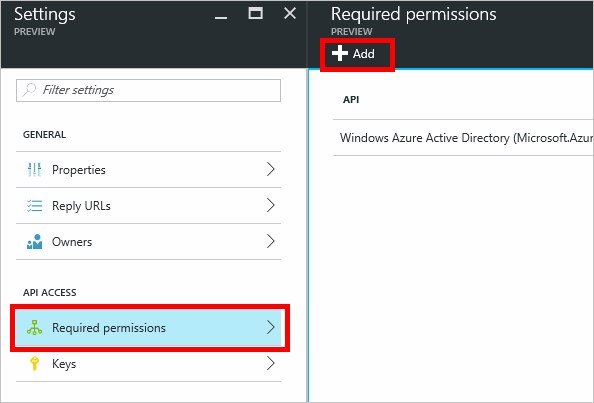 Settings
PREVIEW
Filter settings
GENERAL
Properties
Reply URLs
Owners
API ACCESS
Required permissions
Keys
Required permissions
PREVIEW
Add
API
Windows Azure Active Directory (Microsoft.Azur